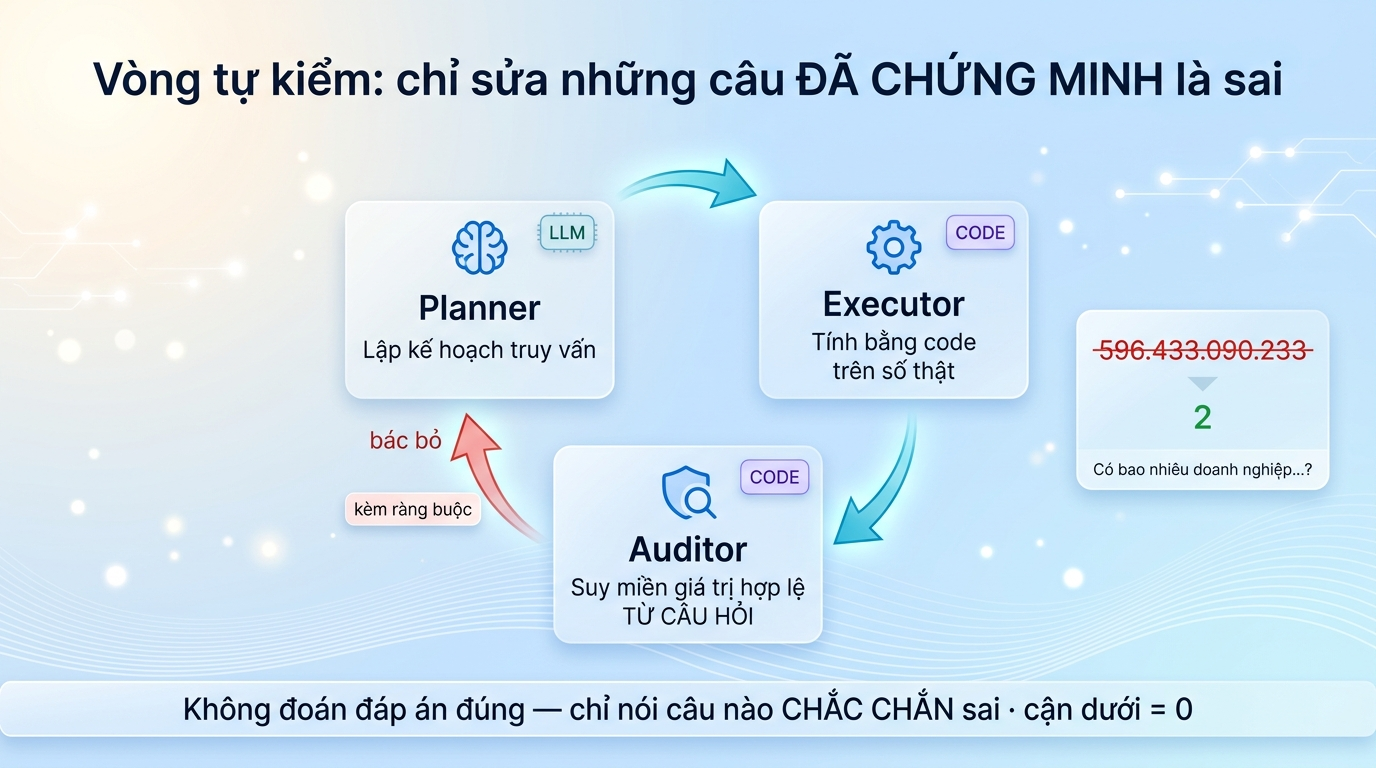 Vòng tự kiểm: chỉ sửa những câu ĐÃ CHỨNG MINH là sai
LLM
Planner
Lập kế hoạch truy vấn
CODE
Executor
Tính bằng code
trên số thật
596.433.090.233
2
Có bao nhiêu doanh nghiệp...?
bác bỏ
kèm ràng buộc
CODE
Auditor
Suy miền giá trị hợp lệ
TỪ CÂU HỎI
Không đoán đáp án đúng — chỉ nói câu nào CHẮC CHẮN sai · cận dưới = 0